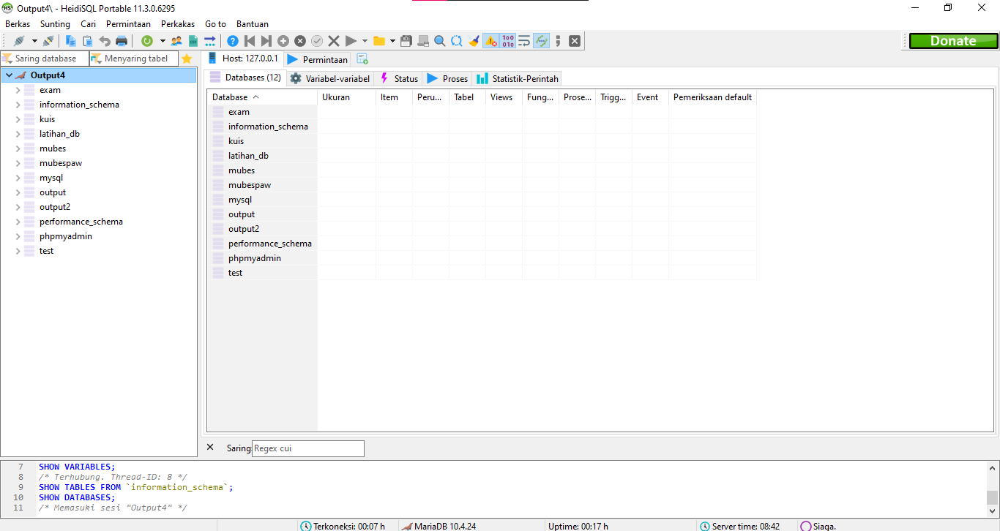 Output4\ - HeidiSQL Portable 11.3.0.6295
Berkas Sunting Cari Permintaan Perkakas Go to Bantuan
Donate
Saring database Menyaring tabel
Host: 127.0.0.1 Permintaan
Output4
exam
information_schema
kuis
latihan_db
mubes
mubespaw
mysql
output
output2
performance_schema
phpmyadmin
test
Databases (12) Variabel-variabel Status Proses Statistik-Perintah
Database Ukuran Item Peru... Tabel Views Fung... Prose... Trigg... Event Pemeriksaan default
exam
information_schema
kuis
latihan_db
mubes
mubespaw
mysql
output
output2
performance_schema
phpmyadmin
test
Saring: Regex cui
7 SHOW VARIABLES;
8 /* Terhubung. Thread-ID: 8 */
9 SHOW TABLES FROM `information_schema`;
10 SHOW DATABASES;
11 /* Memasuki sesi "Output4" */
Terkoneksi: 00:07 h MariaDB 10.4.24 Uptime: 00:17 h Server time: 08:42 Siaga.